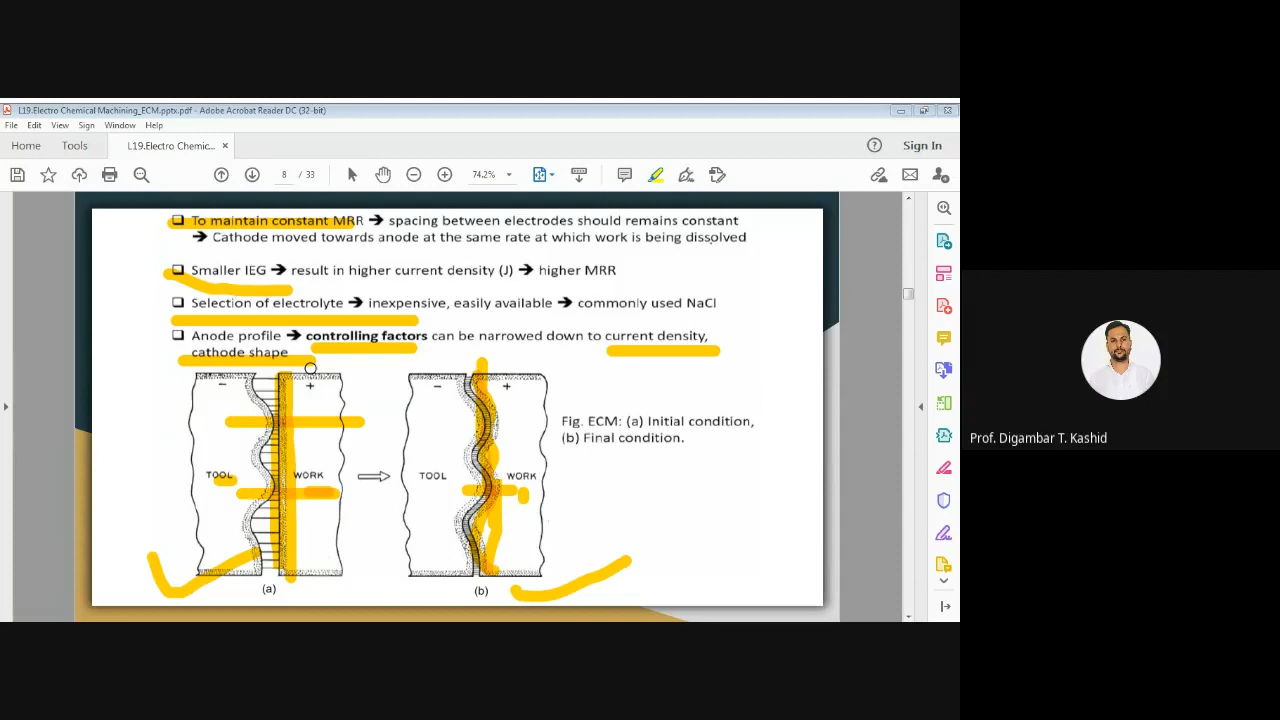 L19.Electro Chemical Machining_ECM.pptx.pdf - Adobe Acrobat Reader DC (32-bit)
File Edit View Sign Window Help
Home Tools L19.Electro Chemic... × Sign In
8 / 33 74.2%
To maintain constant MRR ➔ spacing between electrodes should remains constant
➔ Cathode moved towards anode at the same rate at which work is being dissolved
Smaller IEG ➔ result in higher current density (J) ➔ higher MRR
Selection of electrolyte ➔ inexpensive, easily available ➔ commonly used NaCl
Anode profile ➔ controlling factors can be narrowed down to current density,
cathode shape
− + − +
Fig. ECM: (a) Initial condition,
(b) Final condition.
TOOL WORK TOOL WORK
(a) (b)
Prof. Digambar T. Kashid